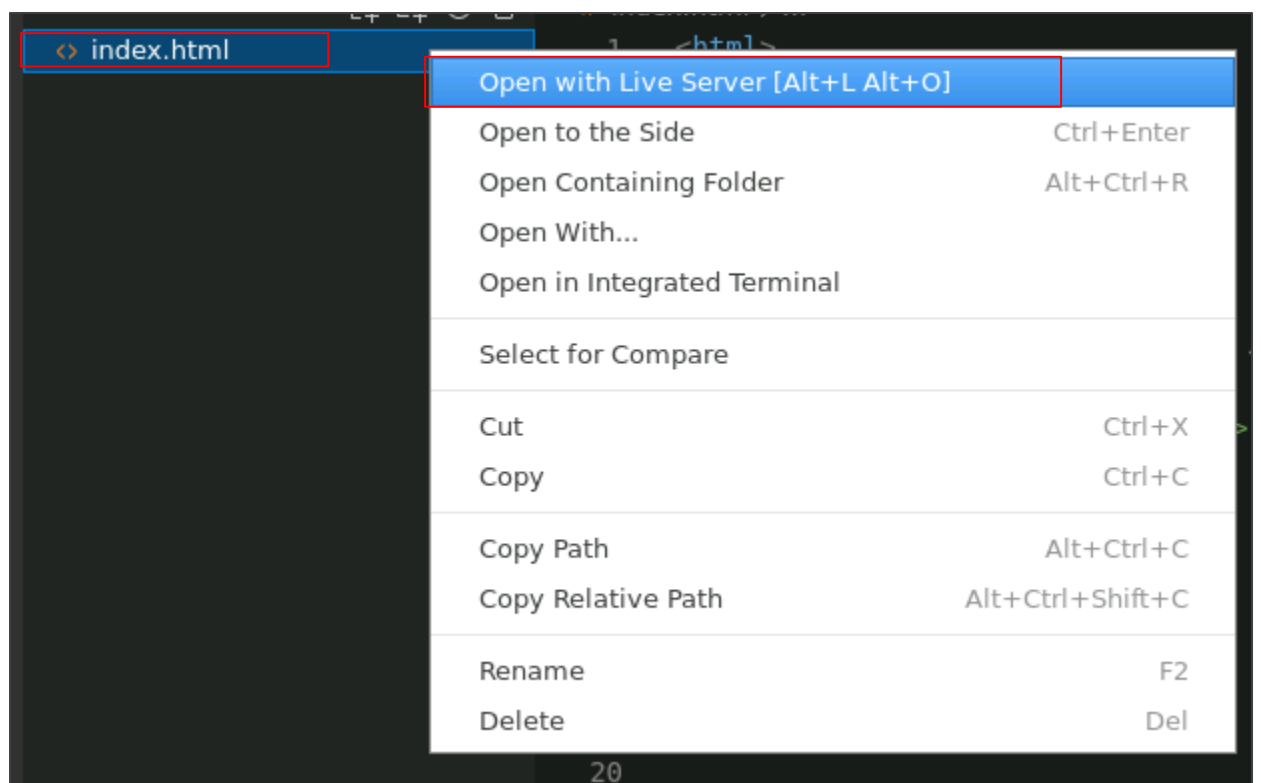 index.html
1 <html>
Open with Live Server [Alt+L Alt+O]
Open to the Side Ctrl+Enter
Open Containing Folder Alt+Ctrl+R
Open With...
Open in Integrated Terminal
Select for Compare
Cut Ctrl+X
Copy Ctrl+C
Copy Path Alt+Ctrl+C
Copy Relative Path Alt+Ctrl+Shift+C
Rename F2
Delete Del
20